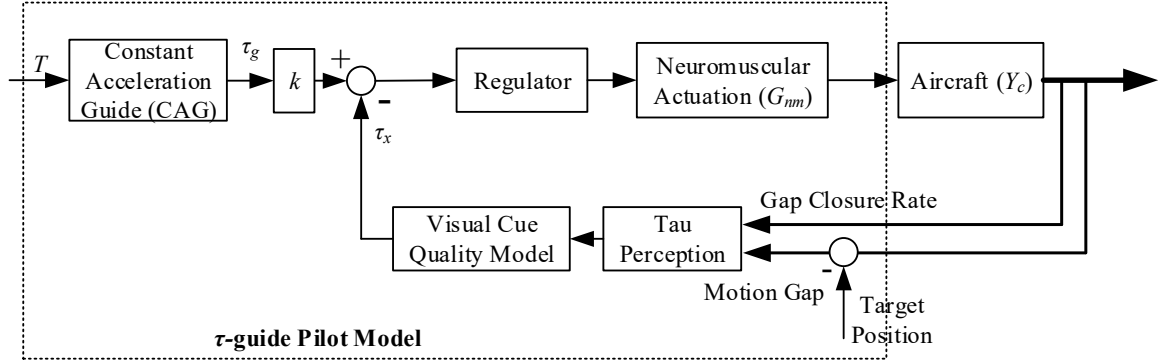 T
Constant
Acceleration
Guide (CAG)
τg
k
+
-
Regulator
Neuromuscular
Actuation (Gnm)
Aircraft (Yc)
τx
Visual Cue
Quality Model
Tau
Perception
Gap Closure Rate
-
Motion Gap
Target
Position
τ-guide Pilot Model